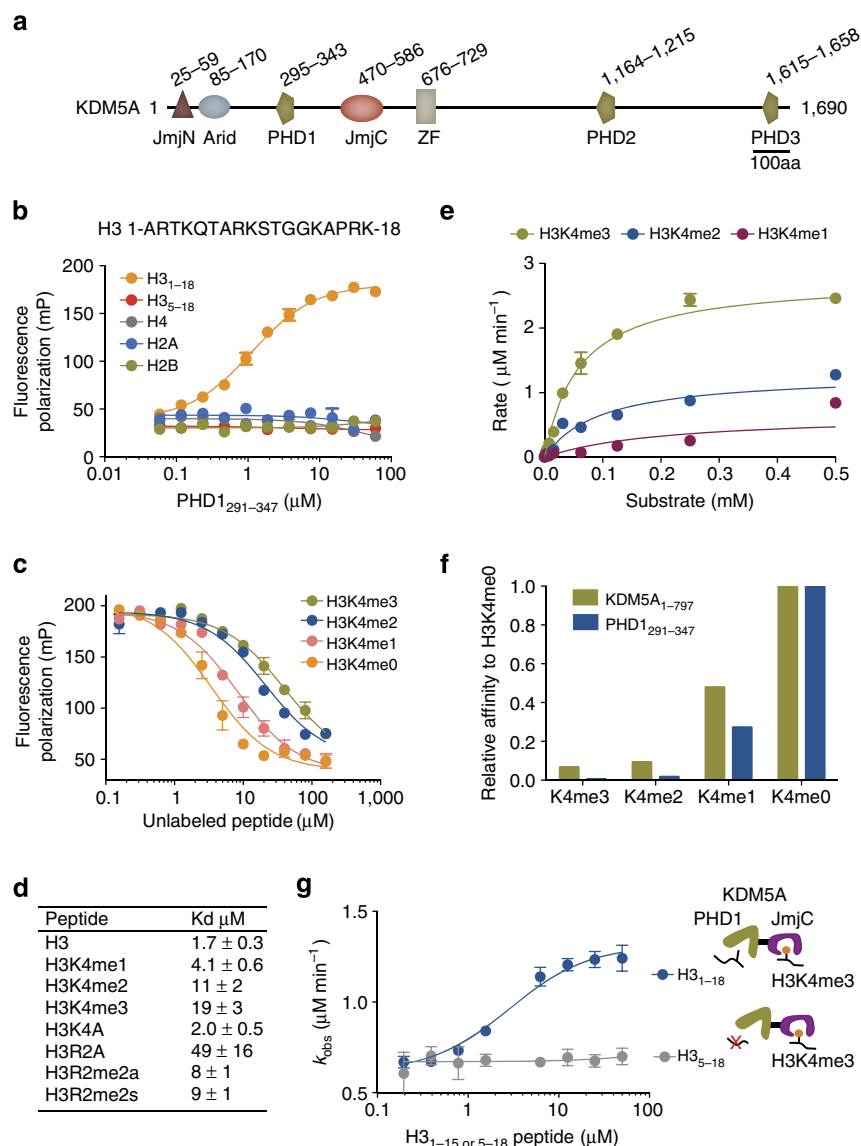 a
25–59
85–170
295–343
470–586
676–729
1,164–1,215
1,615–1,658
KDM5A 1
1,690
JmjN
Arid
PHD1
JmjC
ZF
PHD2
PHD3
100aa
b
H3 1-ARTKQTARKSTGGKAPRK-18
200
150
100
50
0
0.01
0.1
1
10
100
Fluorescence polarization (mP)
H3₁₋₁₈
H3₅₋₁₈
H4
H2A
H2B
PHD1₂₉₁₋₃₄₇ (μM)
e
H3K4me3
H3K4me2
H3K4me1
3
2
1
0
0.0
0.1
0.2
0.3
0.4
0.5
Rate ( μM min⁻¹)
Substrate (mM)
c
200
150
100
50
0.1
1
10
100
1,000
Fluorescence polarization (mP)
H3K4me3
H3K4me2
H3K4me1
H3K4me0
Unlabeled peptide (μM)
f
1.0
0.8
0.6
0.4
0.2
0.0
Relative affinity to H3K4me0
KDM5A₁₋₇₉₇
PHD1₂₉₁₋₃₄₇
K4me3
K4me2
K4me1
K4me0
d
Peptide Kd μM
H3 1.7 ± 0.3
H3K4me1 4.1 ± 0.6
H3K4me2 11 ± 2
H3K4me3 19 ± 3
H3K4A 2.0 ± 0.5
H3R2A 49 ± 16
H3R2me2a 8 ± 1
H3R2me2s 9 ± 1
g
1.5
1.0
0.5
0.1
1
10
100
k_obs (μM min⁻¹)
H3₁₋₁₅ or ₅₋₁₈ peptide (μM)
H3₁₋₁₈
H3₅₋₁₈
KDM5A
PHD1
JmjC
H3K4me3
H3K4me3